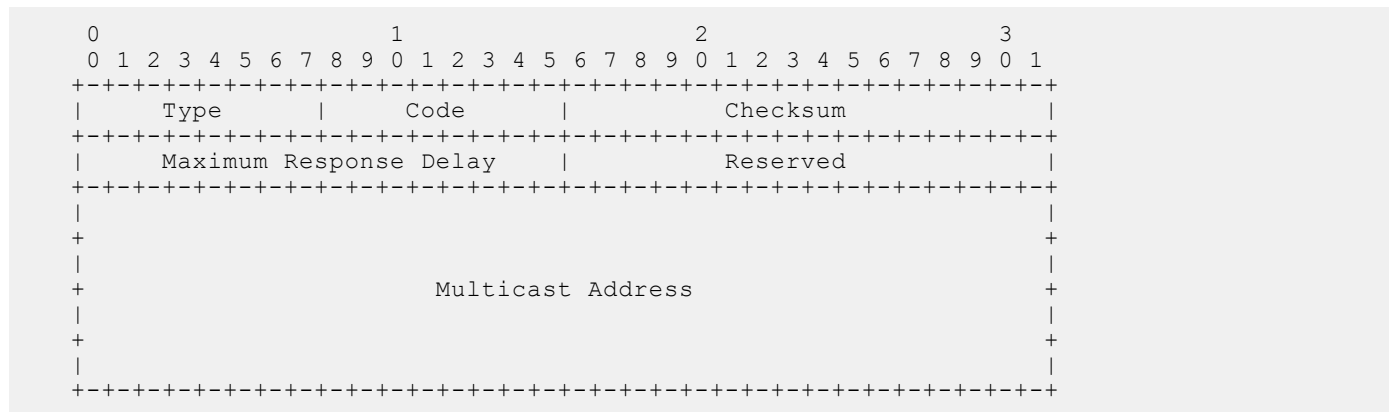 0                   1                   2                   3
0 1 2 3 4 5 6 7 8 9 0 1 2 3 4 5 6 7 8 9 0 1 2 3 4 5 6 7 8 9 0 1
+-+-+-+-+-+-+-+-+-+-+-+-+-+-+-+-+-+-+-+-+-+-+-+-+-+-+-+-+-+-+-+-+
|     Type      |     Code      |          Checksum             |
+-+-+-+-+-+-+-+-+-+-+-+-+-+-+-+-+-+-+-+-+-+-+-+-+-+-+-+-+-+-+-+-+
|     Maximum Response Delay    |          Reserved             |
+-+-+-+-+-+-+-+-+-+-+-+-+-+-+-+-+-+-+-+-+-+-+-+-+-+-+-+-+-+-+-+-+
|                                                               |
+                                                               +
|                                                               |
+                       Multicast Address                       +
|                                                               |
+                                                               +
|                                                               |
+-+-+-+-+-+-+-+-+-+-+-+-+-+-+-+-+-+-+-+-+-+-+-+-+-+-+-+-+-+-+-+-+